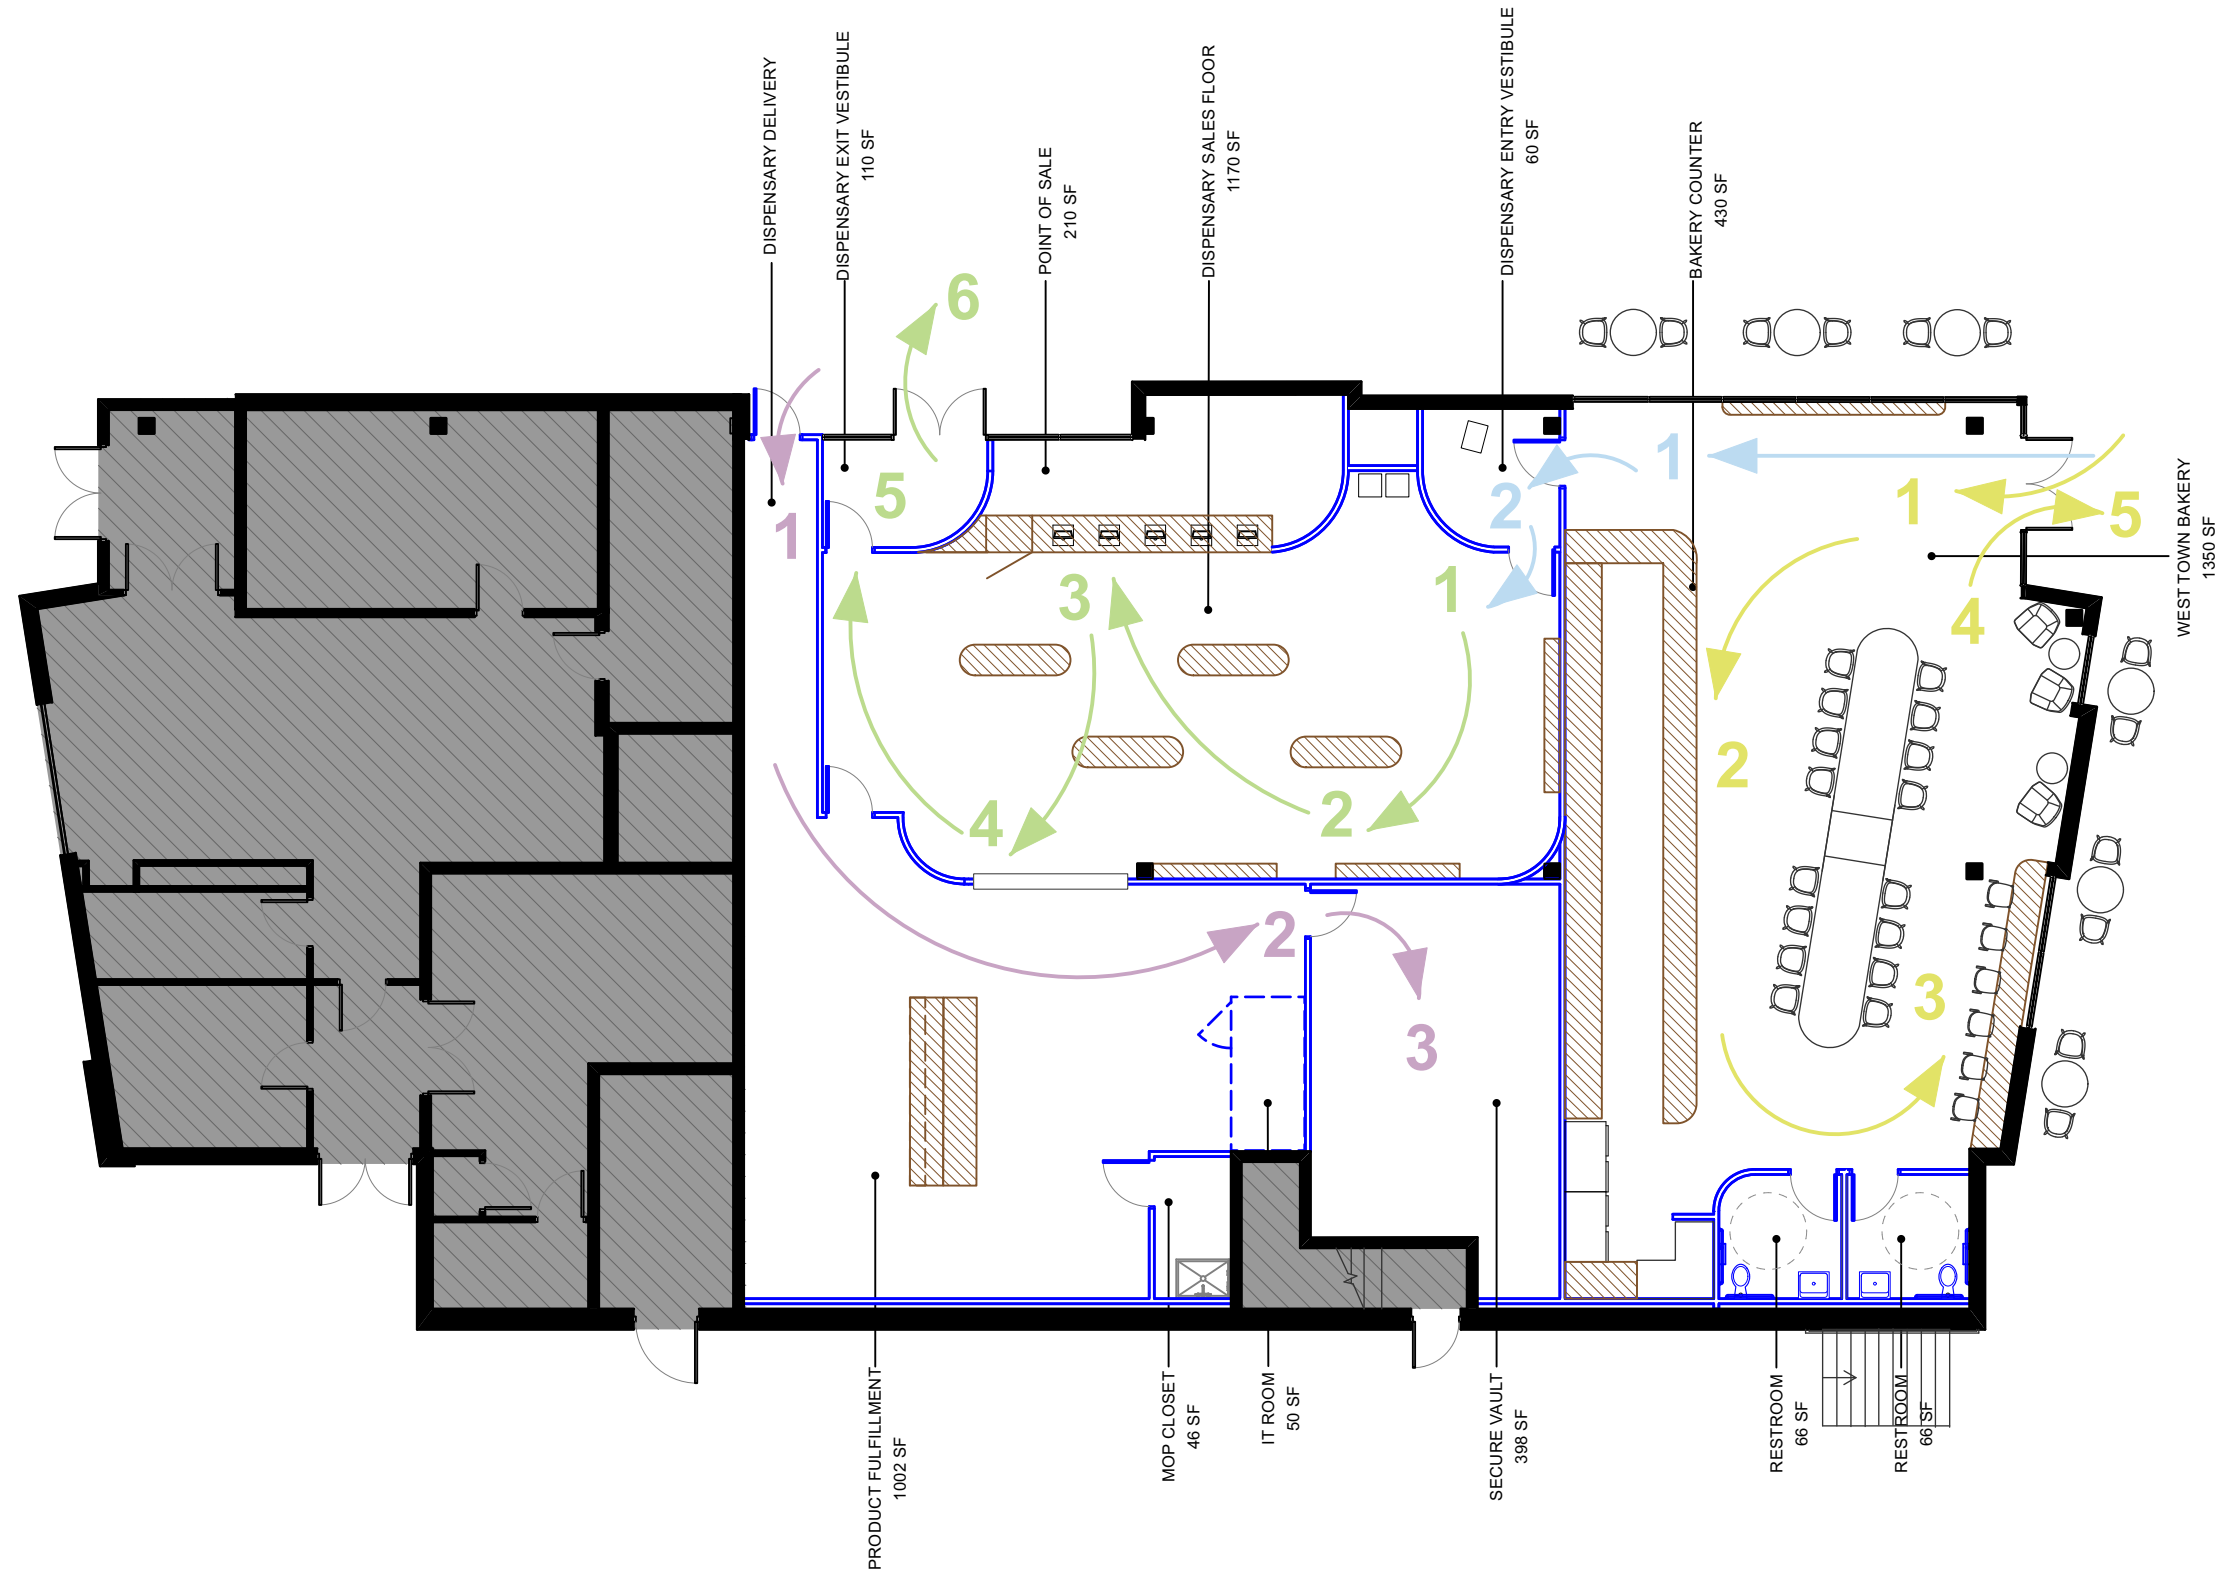 DISPENSARY DELIVERY
DISPENSARY EXIT VESTIBULE
110 SF
POINT OF SALE
210 SF
DISPENSARY SALES FLOOR
1170 SF
DISPENSARY ENTRY VESTIBULE
60 SF
BAKERY COUNTER
430 SF
WEST TOWN BAKERY
1350 SF
6
5
1
3
1
2
1
1
5
4
2
3
4
2
2
3
PRODUCT FULFILLMENT
1002 SF
MOP CLOSET
46 SF
IT ROOM
50 SF
SECURE VAULT
398 SF
RESTROOM
66 SF
RESTROOM
66 SF